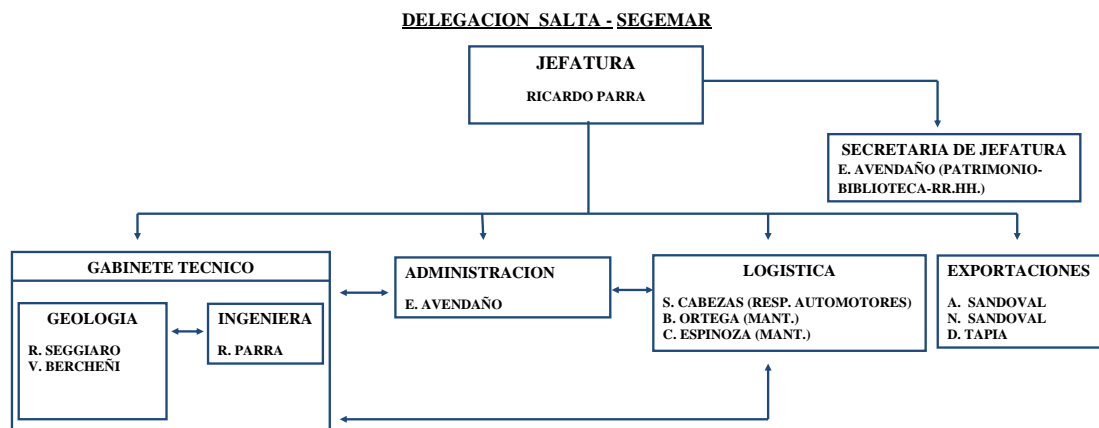 DELEGACION SALTA - SEGEMAR
JEFATURA
RICARDO PARRA
SECRETARIA DE JEFATURA
E. AVENDAÑO (PATRIMONIO-
BIBLIOTECA-RR.HH.)
GABINETE TECNICO
GEOLOGIA
R. SEGGIARO
V. BERCHEÑI
INGENIERA
R. PARRA
ADMINISTRACION
E. AVENDAÑO
LOGISTICA
S. CABEZAS (RESP. AUTOMOTORES)
B. ORTEGA (MANT.)
C. ESPINOZA (MANT.)
EXPORTACIONES
A. SANDOVAL
N. SANDOVAL
D. TAPIA